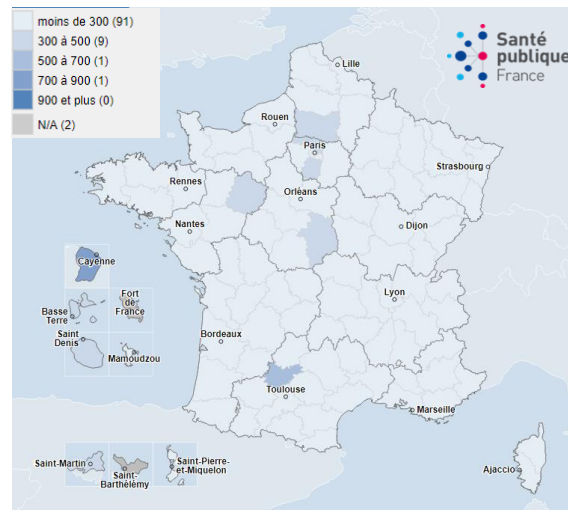 moins de 300 (91)
300 à 500 (9)
500 à 700 (1)
700 à 900 (1)
900 et plus (0)
N/A (2)
Santé
publique
France
Lille
Rouen
Paris
Strasbourg
Rennes
Orléans
Nantes
Dijon
Cayenne
Lyon
Basse
Terre
Fort
de
France
Saint
Denis
Mamoudzou
Bordeaux
Toulouse
Marseille
Saint-Martin
Saint-
Barthélémy
Saint-Pierre-
et-Miquelon
Ajaccio